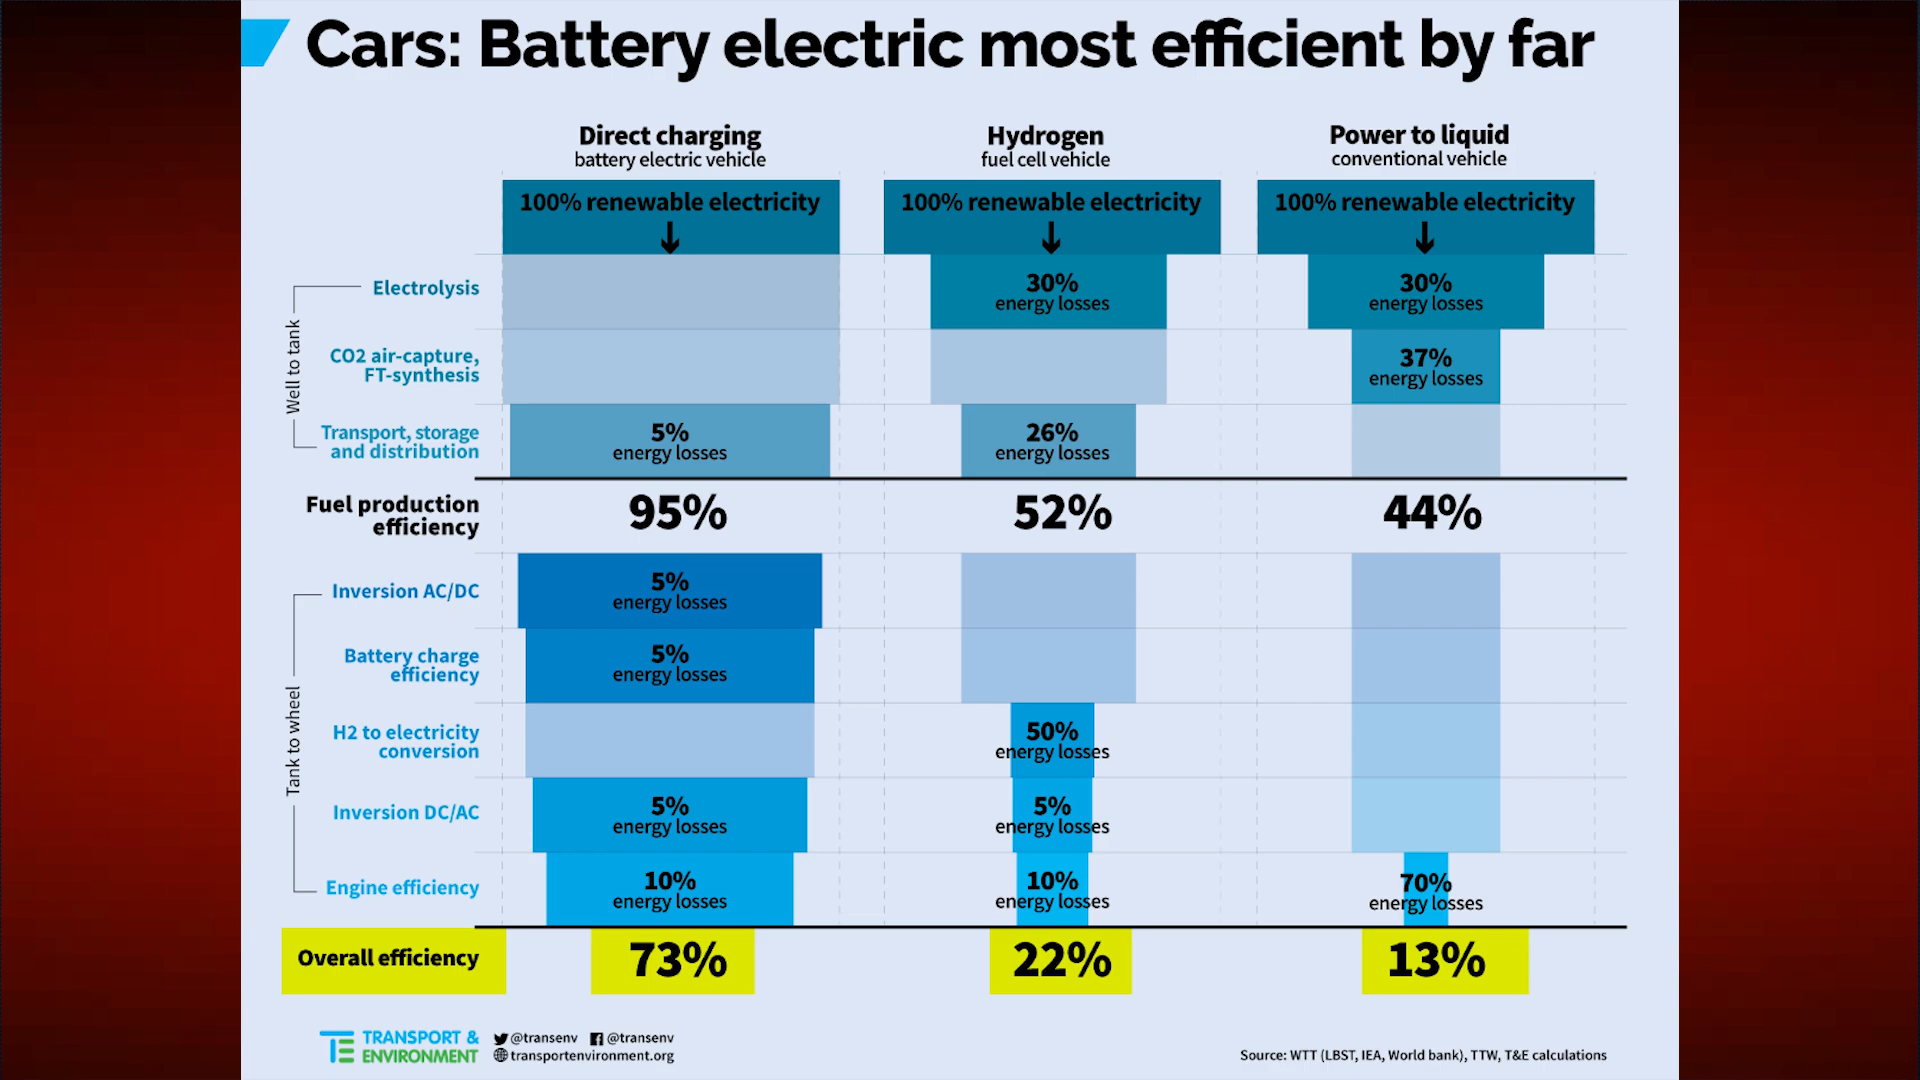 Cars: Battery electric most efficient by far
Direct charging
battery electric vehicle
Hydrogen
fuel cell vehicle
Power to liquid
conventional vehicle
100% renewable electricity
100% renewable electricity
100% renewable electricity
Well to tank
Electrolysis
30%
energy losses
30%
energy losses
CO2 air-capture,
FT-synthesis
37%
energy losses
Transport, storage
and distribution
5%
energy losses
26%
energy losses
Fuel production
efficiency
95%
52%
44%
Tank to wheel
Inversion AC/DC
5%
energy losses
Battery charge
efficiency
5%
energy losses
H2 to electricity
conversion
50%
energy losses
Inversion DC/AC
5%
energy losses
5%
energy losses
Engine efficiency
10%
energy losses
10%
energy losses
70%
energy losses
Overall efficiency
73%
22%
13%
TRANSPORT &
ENVIRONMENT
@transenv @transenv
transportenvironment.org
Source: WTT (LBST, IEA, World bank), TTW, T&E calculations